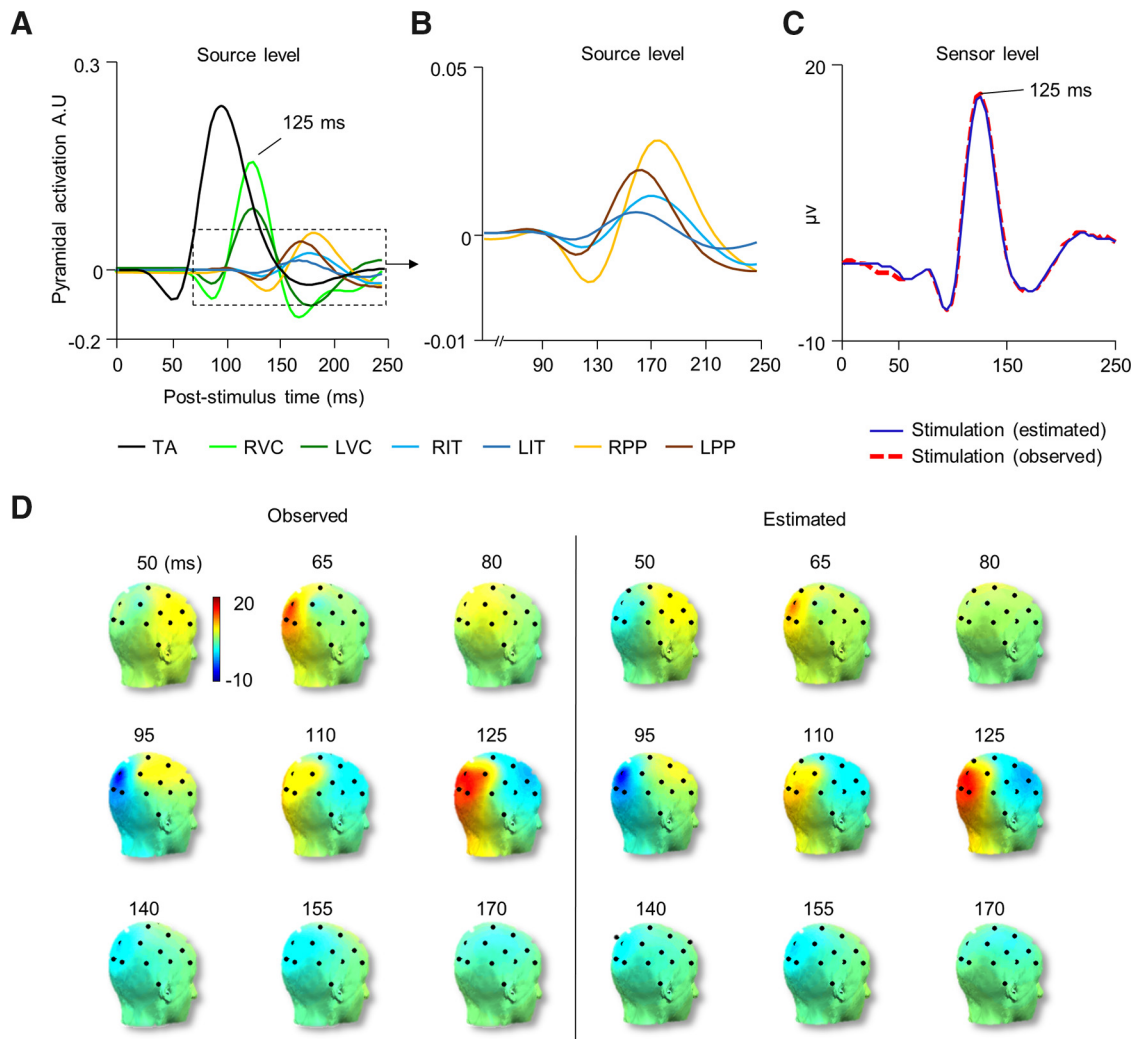 A
B
C
Source level
Source level
Sensor level
0.3
0
-0.2
Pyramidal activation A.U
125 ms
0 50 100 150 200 250
Post-stimulus time (ms)
0.05
0
-0.01
90 130 170 210 250
20
-10
µv
125 ms
0 50 150 250
TA RVC LVC RIT LIT RPP LPP
Stimulation (estimated)
Stimulation (observed)
D
Observed
Estimated
50 (ms) 65 80
50 65 80
20
-10
95 110 125
95 110 125
140 155 170
140 155 170